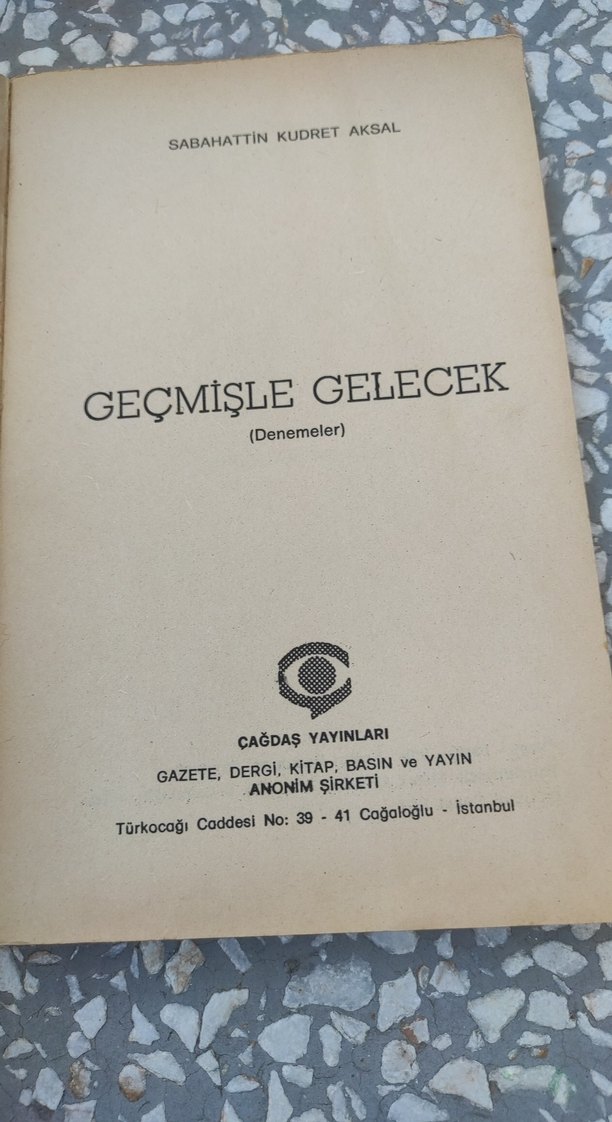 SABAHATTİN KUDRET AKSAL
GEÇMİŞLE GELECEK
(Denemeler)
ÇAĞDAŞ YAYINLARI
GAZETE, DERGİ, KİTAP, BASIN ve YAYIN
ANONİM ŞİRKETİ
Türkocağı Caddesi No: 39 - 41 Cağaloğlu - İstanbul